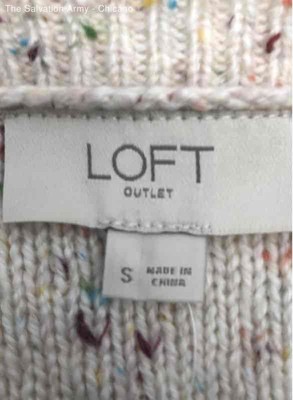 The Salvation Army - Chicago
LOFT
OUTLET
S
MADE IN
CHINA